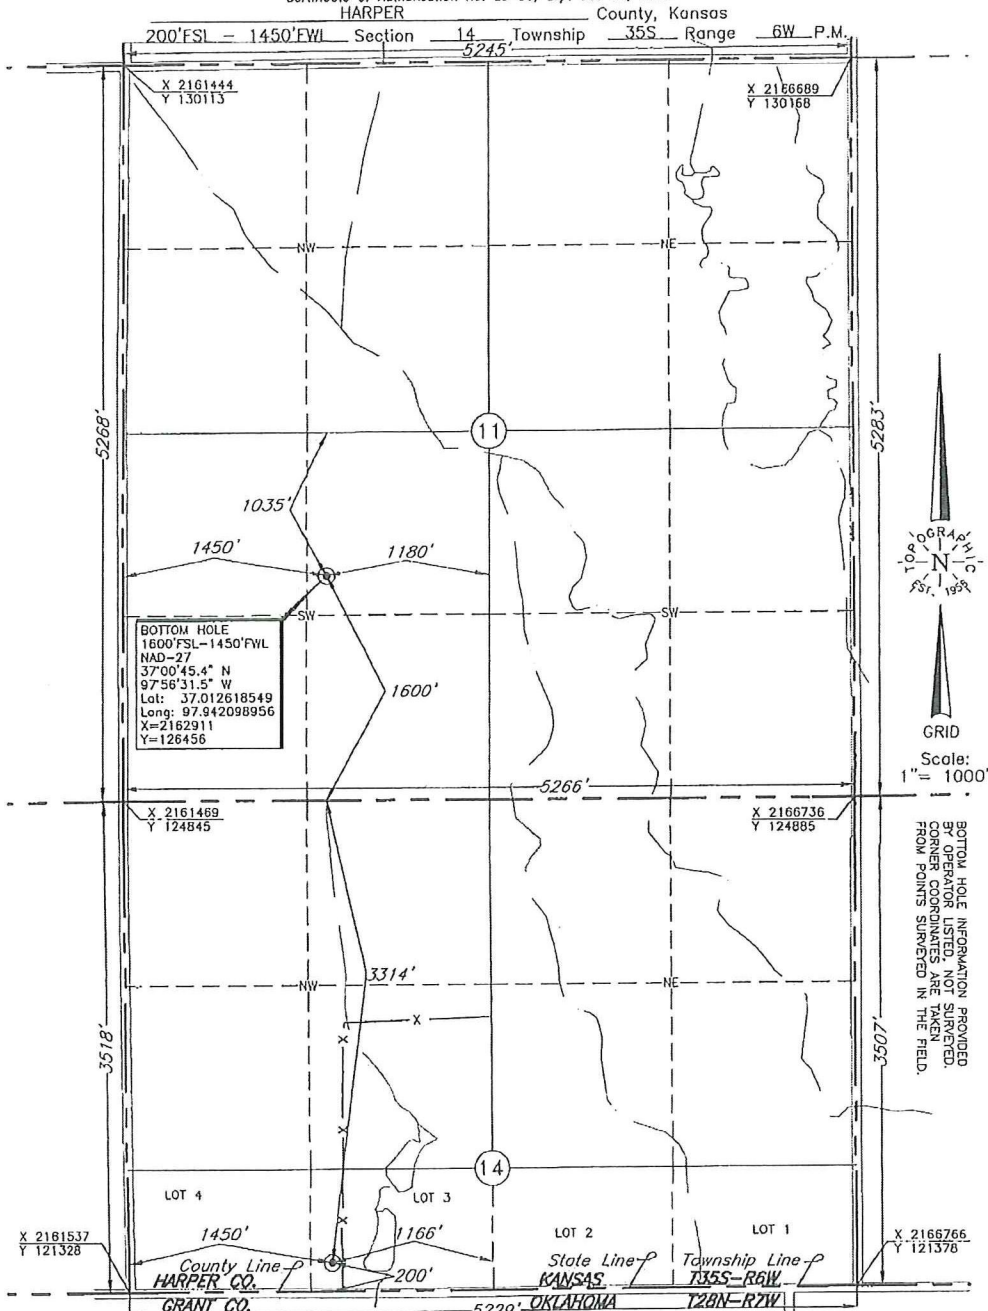 HARPER County, Kansas
200'FSL - 1450'FWL Section 14 Township 35S Range 6W P.M.
5245'
X 2161444
Y 130113
X 2166689
Y 130168
NW
NE
5268'
11
5283'
1035'
1450'
1180'
TOPOGRAPHIC
N
EST. 1956
SW
SW
BOTTOM HOLE
1600'FSL-1450'FWL
NAD-27
37°00'45.4" N
97°56'31.5" W
Lat: 37.012618549
Long: 97.942098956
X=2162911
Y=126456
1600'
GRID
Scale:
1"= 1000'
5266'
X 2161469
Y 124845
X 2166736
Y 124885
BOTTOM HOLE INFORMATION PROVIDED
BY OPERATOR LISTED, NOT SURVEYED.
CORNER COORDINATES ARE TAKEN
FROM POINTS SURVEYED IN THE FIELD.
3314'
NW
NE
X
X
3518'
3507'
X
14
LOT 4
LOT 3
X
LOT 2
LOT 1
X 2161537
Y 121328
1450'
1166'
X 2166766
Y 121378
County Line
State Line
Township Line
HARPER CO.
200'
KANSAS
T35S-R6W
GRANT CO.
5229'
OKLAHOMA
T28N-R7W